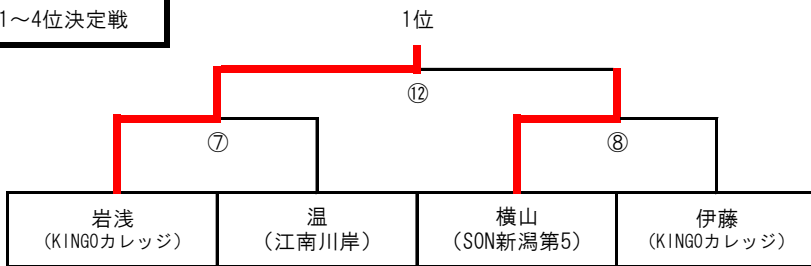 1～4位決定戦
1位
⑫
⑦
⑧
岩浅
(KINGOカレッジ)
温
(江南川岸)
横山
(SON新潟第5)
伊藤
(KINGOカレッジ)